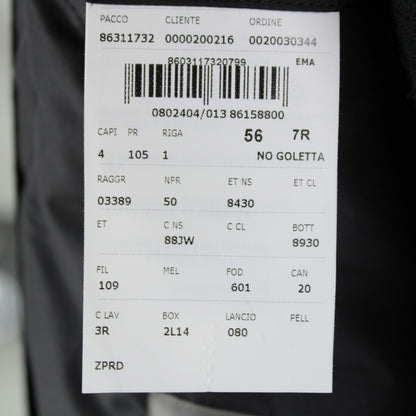 PACCO CLIENTE ORDINE
86311732 0000200216 0020030344
8603117320799 EMA
0802404/013 86158800
CAPI PR RIGA 56 7R
4 105 1 NO GOLETTA
RAGGR NPR ET NS ET CL
03389 50 8430
ET C NS C CL BOTT
88JW 8930
FIL MEL FOD CAN
109 601 20
C LAV BOX LANCIO PELL
3R 2L14 080
ZPRD